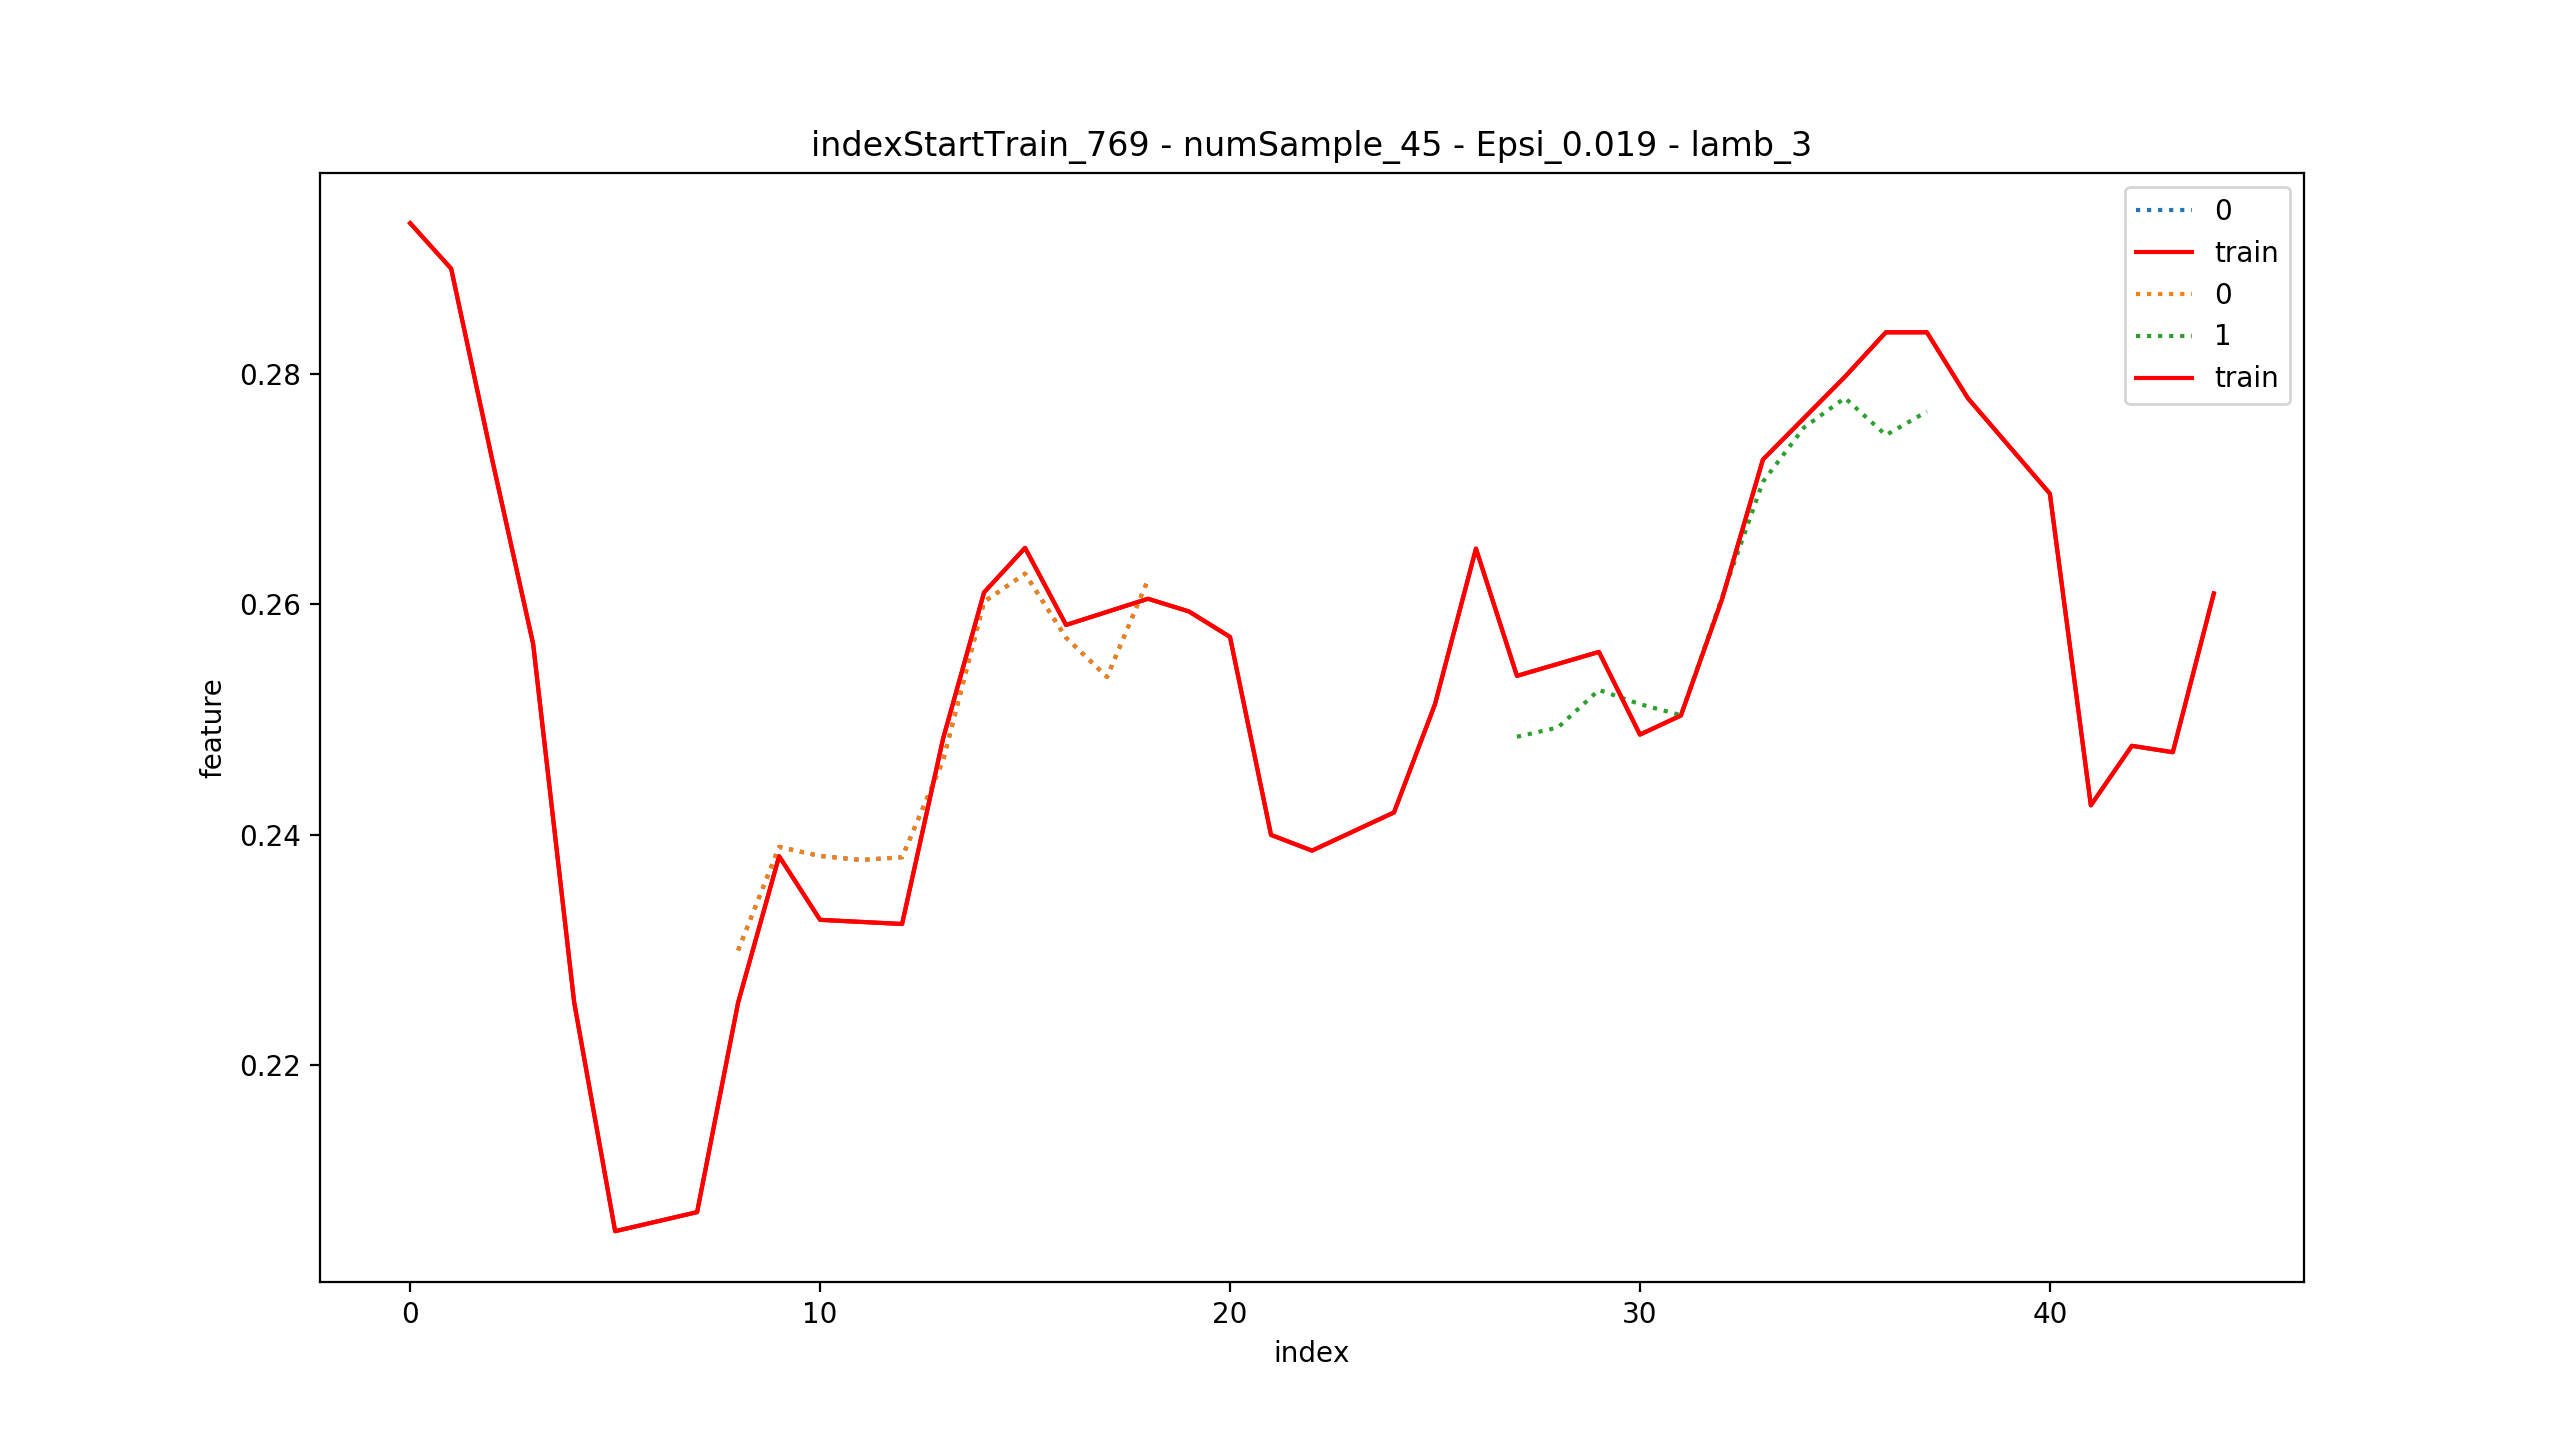 indexStartTrain_769 - numSample_45 - Epsi_0.019 - lamb_3
0
train
0
1
train
0.28
0.26
0.24
0.22
feature
0 10 20 30 40
index